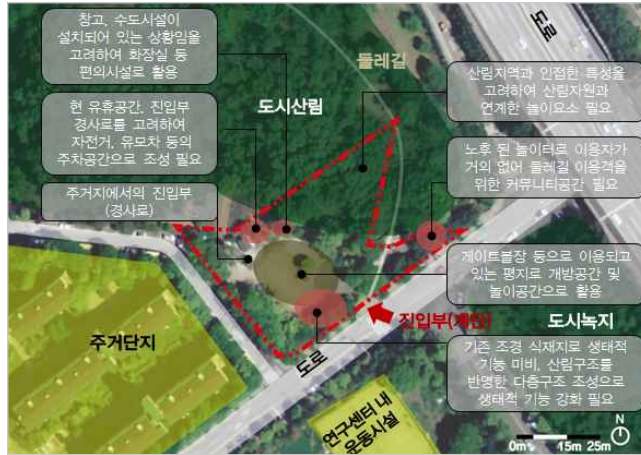 창고, 수도시설이
설치되어 있는 상황임을
고려하여 화장실 등
편의시설로 활용
현 유휴공간, 진입부
경사로를 고려하여
자전거, 유모차 등의
주차공간으로 조성 필요
주거지에서의 진입부
(경사로)
도로
둘레길
도시산림
산림지역과 인접한 특성을
고려하여 산림자원과
연계한 놀이요소 필요
노후 된 놀이터로 이용자가
거의 없어 둘레길 이용객을
위한 커뮤니티공간 필요
게이트볼장 등으로 이용되고
있는 평지로 개방공간 및
놀이공간으로 활용
진입부(계단)
도시녹지
주거단지
도로
기존 조경 식재지로 생태적
기능 미비, 산림구조를
반영한 다층구조 조성으로
생태적 기능 강화 필요
연구센터 내
운동시설
N
0m 15m 25m